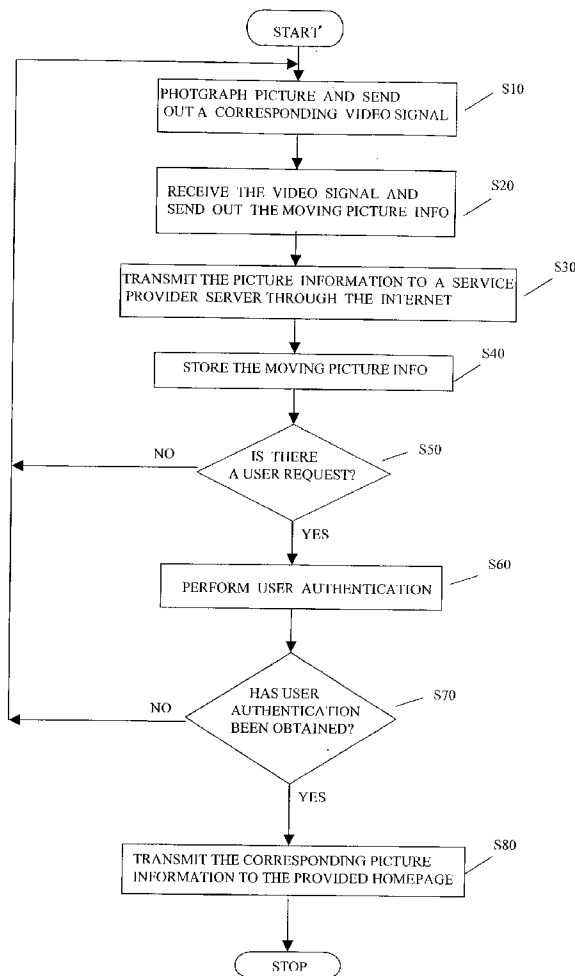 START
PHOTGRAPH PICTURE AND SEND
OUT A CORRESPONDING VIDEO SIGNAL
S10
RECEIVE THE VIDEO SIGNAL AND
SEND OUT THE MOVING PICTURE INFO
S20
TRANSMIT THE PICTURE INFORMATION TO A SERVICE
PROVIDER SERVER THROUGH THE INTERNET
S30
STORE THE MOVING PICTURE INFO
S40
IS THERE
A USER REQUEST?
S50
NO
YES
PERFORM USER AUTHENTICATION
S60
HAS USER
AUTHENTICATION
BEEN OBTAINED?
S70
NO
YES
TRANSMIT THE CORRESPONDING PICTURE
INFORMATION TO THE PROVIDED HOMEPAGE
S80
STOP